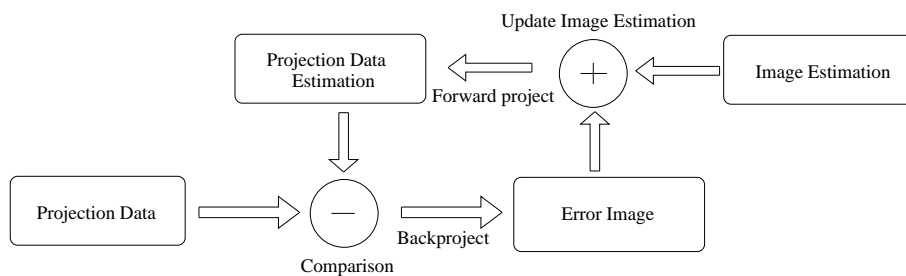 Update Image Estimation
Projection Data
Estimation
Image Estimation
Forward project
Projection Data
Error Image
Backproject
Comparison